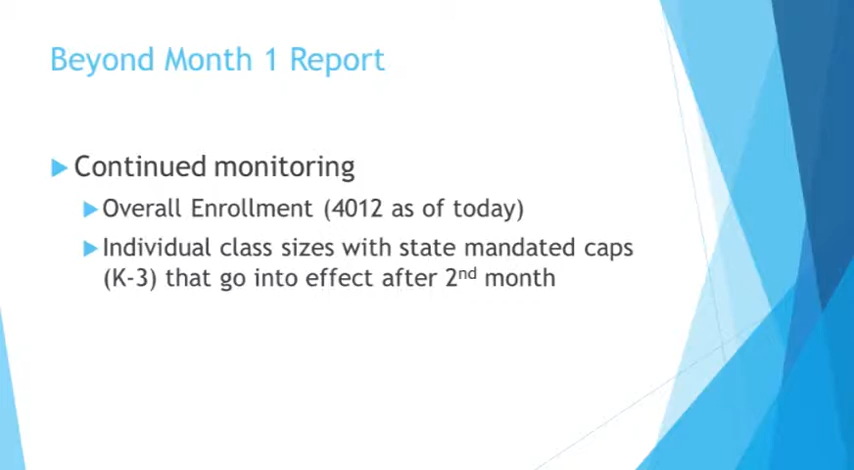 Beyond Month 1 Report
Continued monitoring
Overall Enrollment (4012 as of today)
Individual class sizes with state mandated caps
(K-3) that go into effect after 2nd month